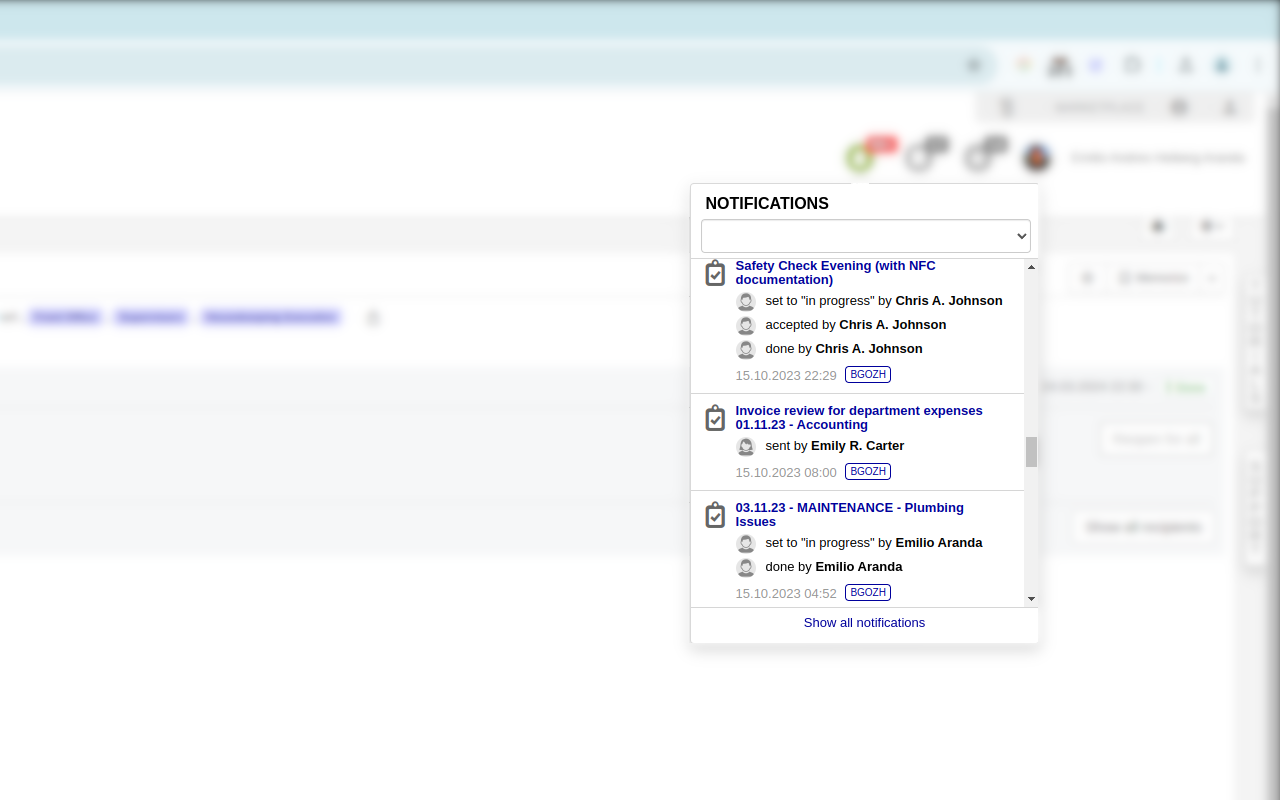 NOTIFICATIONS
Safety Check Evening (with NFC
documentation)
set to "in progress" by Chris A. Johnson
accepted by Chris A. Johnson
done by Chris A. Johnson
15.10.2023 22:29 BGOZH
Invoice review for department expenses
01.11.23 - Accounting
sent by Emily R. Carter
15.10.2023 08:00 BGOZH
03.11.23 - MAINTENANCE - Plumbing
Issues
set to "in progress" by Emilio Aranda
done by Emilio Aranda
15.10.2023 04:52 BGOZH
Show all notifications